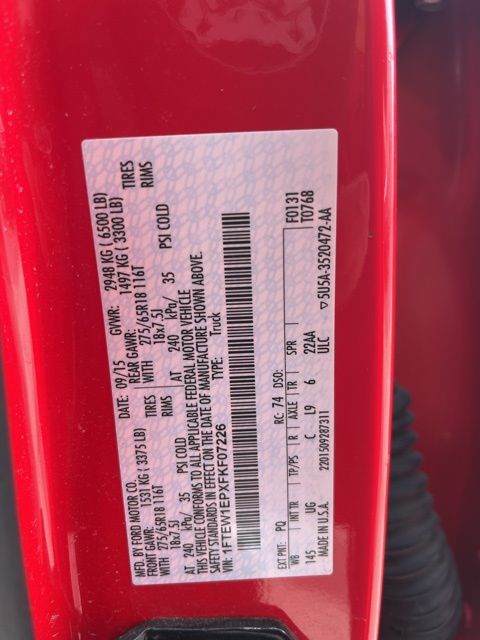 MFD. BY FORD MOTOR CO.
DATE: 09/15 GVWR: 2948 KG ( 6500 LB)
FRONT GAWR: 1531 KG ( 3375 LB) REAR GAWR: 1497 KG ( 3300 LB)
WITH 275/65R18 116T TIRES WITH 275/65R18 116T TIRES
18x7.5J RIMS 18x7.5J RIMS
AT 240 kPa/ 35 PSI COLD AT 240 kPa/ 35 PSI COLD
THIS VEHICLE CONFORMS TO ALL APPLICABLE FEDERAL MOTOR VEHICLE
SAFETY STANDARDS IN EFFECT ON THE DATE OF MANUFACTURE SHOWN ABOVE.
VIN: 1FTEW1EPXFKF07226 TYPE: Truck
F0131
T0768
EXT PNT: PQ RC: 74 DSO:
WB INT TR TP/PS R AXLE TR SPR
145 UG C L9 6 22AA
MADE IN U.S.A. 2201509287311 ULC
▽5U5A-3520472-AA